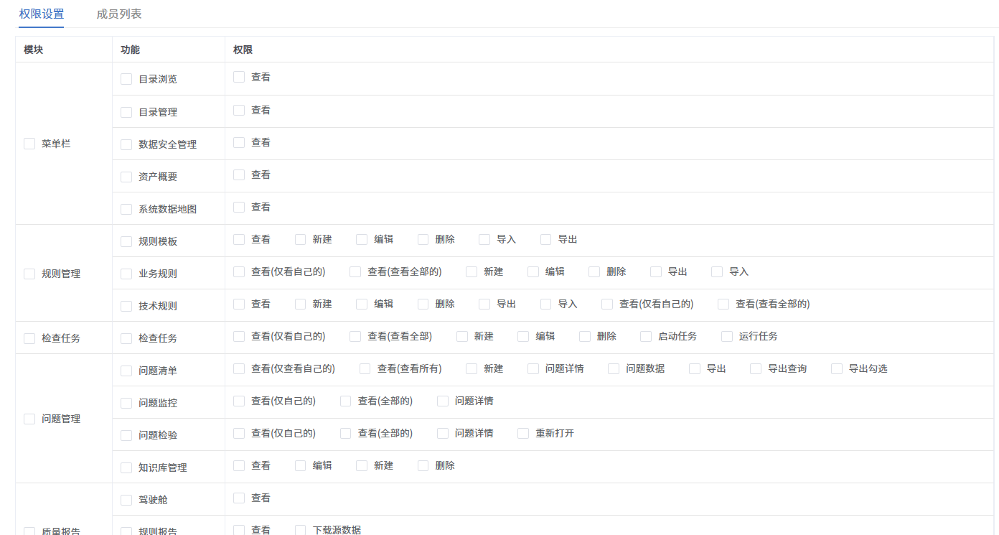 权限设置 成员列表
模块 功能 权限
目录浏览 查看
目录管理 查看
菜单栏 数据安全管理 查看
资产概要 查看
系统数据地图 查看
规则模板 查看 新建 编辑 删除 导入 导出
规则管理 业务规则 查看(仅看自己的) 查看(查看全部的) 新建 编辑 删除 导出 导入
技术规则 查看 新建 编辑 删除 导出 导入 查看(仅看自己的) 查看(查看全部的)
检查任务 检查任务 查看(仅看自己的) 查看(查看全部) 新建 编辑 删除 启动任务 运行任务
问题清单 查看(仅查看自己的) 查看(查看所有) 新建 问题详情 问题数据 导出 导出查询 导出勾选
问题监控 查看(仅自己的) 查看(全部的) 问题详情
问题管理
问题检验 查看(仅自己的) 查看(全部的) 问题详情 重新打开
知识库管理 查看 编辑 新建 删除
驾驶舱 查看
质量报告 规则报告 查看 下载源数据